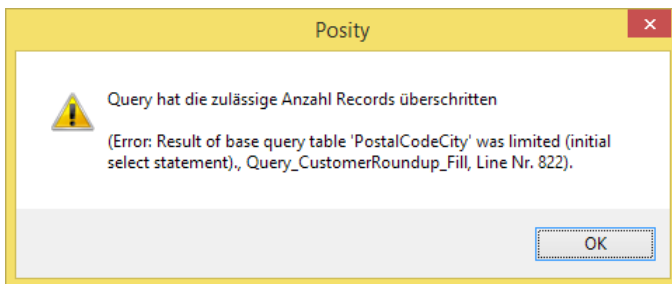 Posity
Query hat die zulässige Anzahl Records überschritten
(Error: Result of base query table 'PostalCodeCity' was limited (initial
select statement)., Query_CustomerRoundup_Fill, Line Nr. 822).
OK